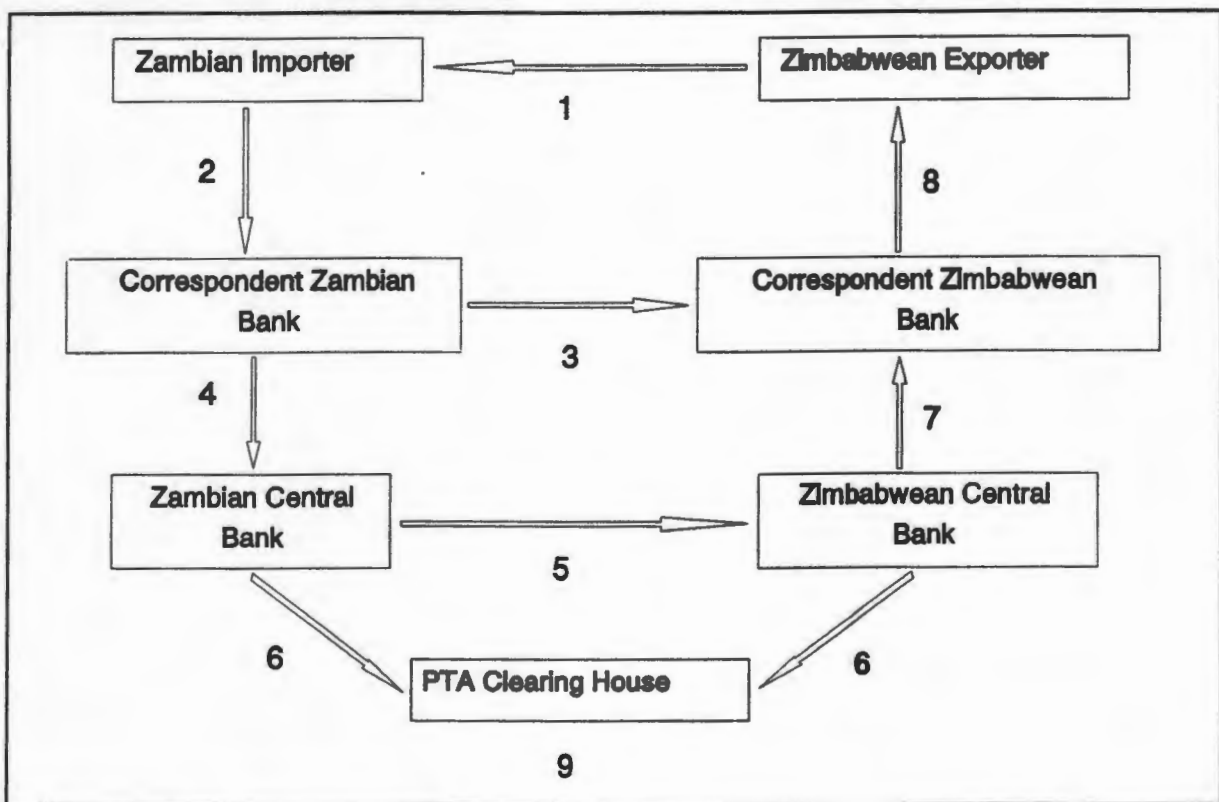 Zambian Importer
Zimbabwean Exporter
1
2
8
Correspondent Zambian
Bank
Correspondent Zimbabwean
Bank
3
4
7
Zambian Central
Bank
Zimbabwean Central
Bank
5
6
PTA Clearing House
6
9